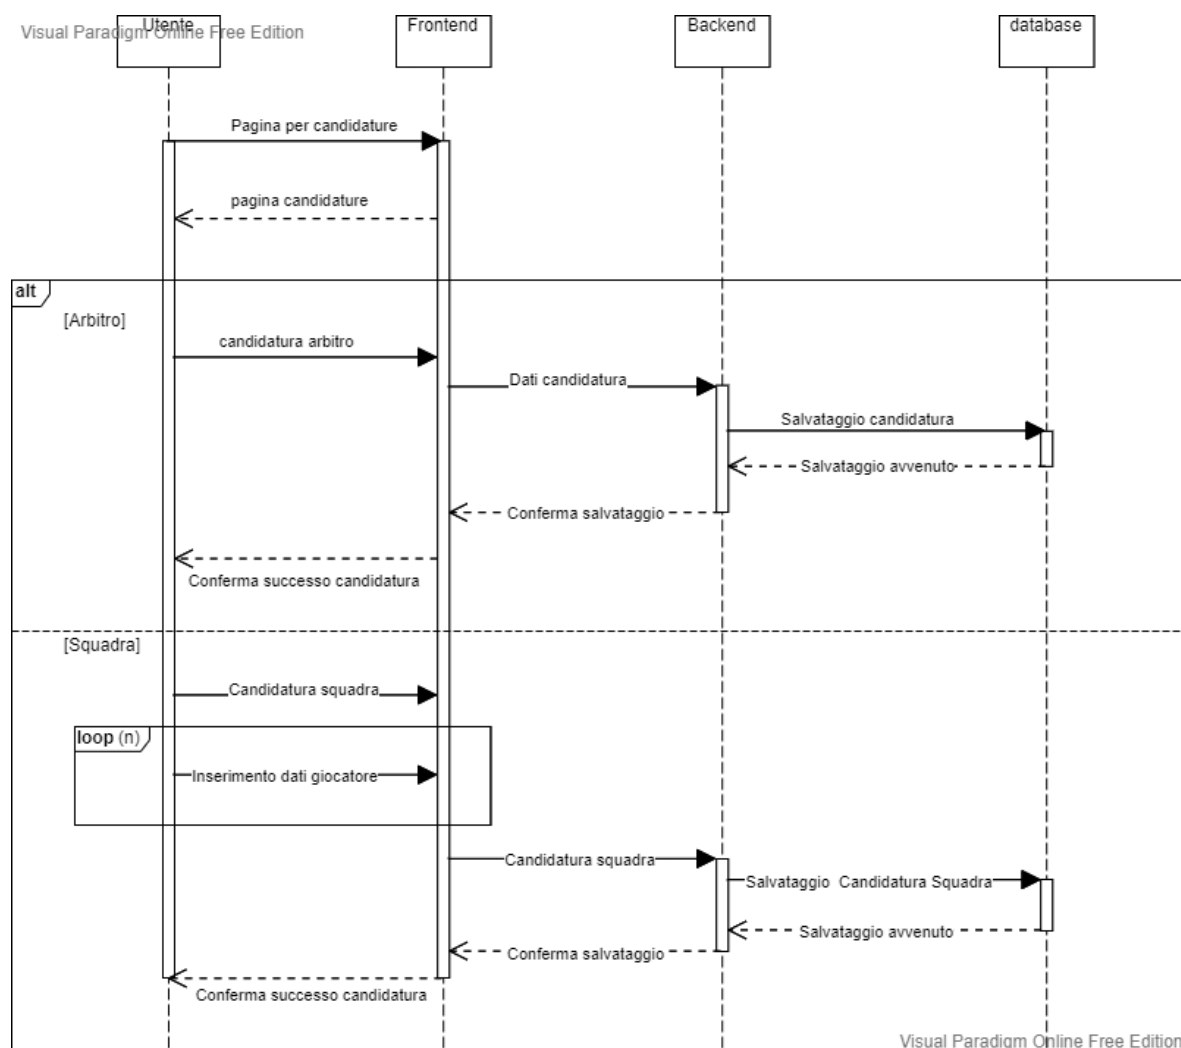 Visual Paradigm Online Free Edition
Utente
Frontend
Backend
database
Pagina per candidature
pagina candidature
alt
[Arbitro]
candidatura arbitro
Dati candidatura
Salvataggio candidatura
Salvataggio avvenuto
Conferma salvataggio
Conferma successo candidatura
[Squadra]
Candidatura squadra
loop (n)
Inserimento dati giocatore
Candidatura squadra
Salvataggio Candidatura Squadra
Salvataggio avvenuto
Conferma salvataggio
Conferma successo candidatura
Visual Paradigm Online Free Edition